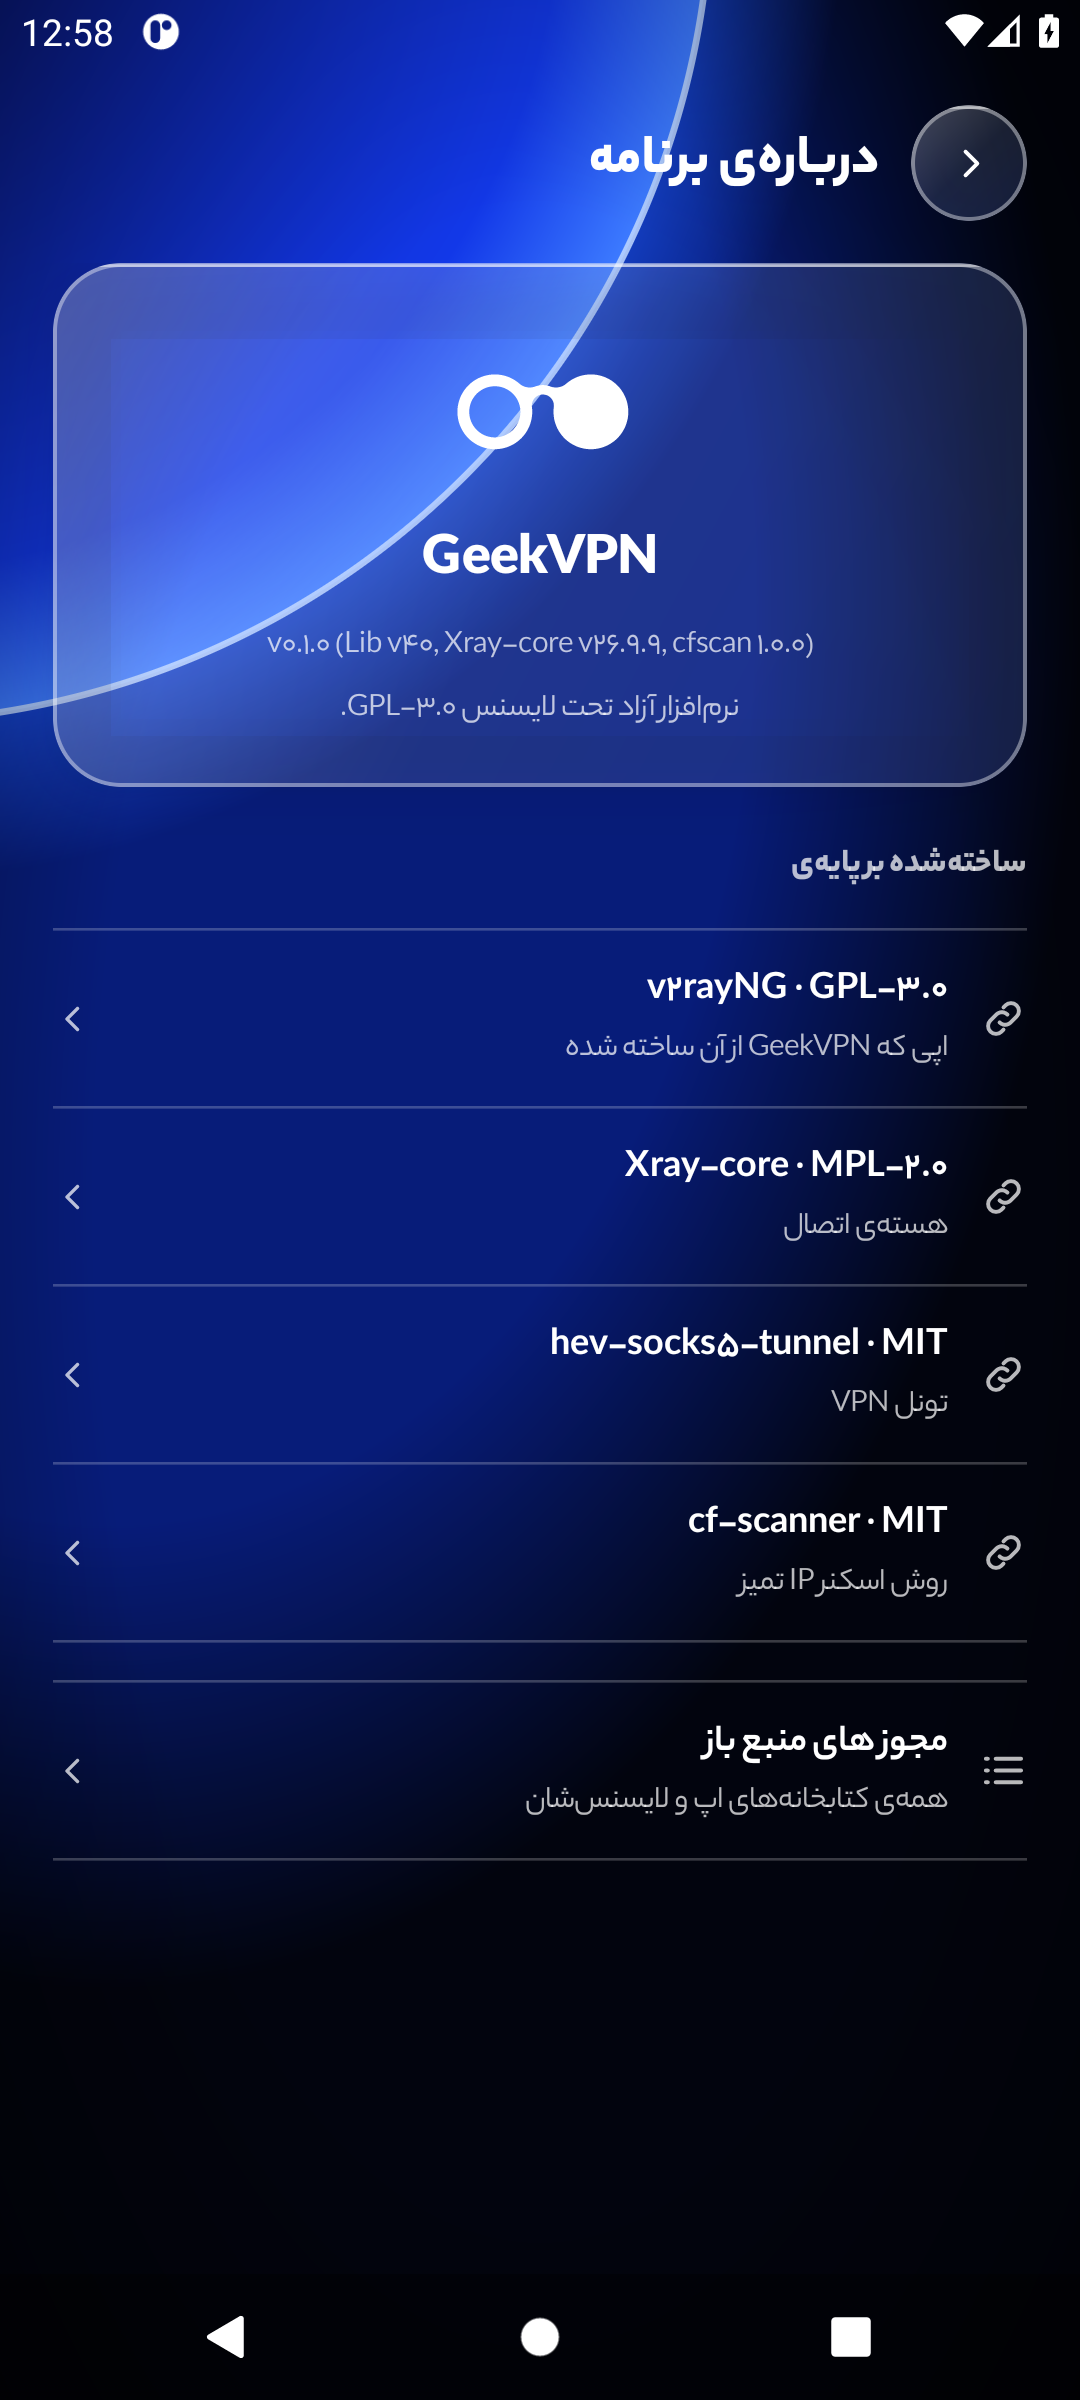 12:58
درباره‌ی برنامه
GeekVPN
v۰.۱.۰ (Lib v۴۰, Xray-core v۲۶.۹.۹, cfscan ۱.۰.۰)
نرم‌افزار آزاد تحت لایسنس GPL-۳.۰.
ساخته‌شده بر پایه‌ی
v۲rayNG · GPL-۳.۰
اپی که GeekVPN از آن ساخته شده
Xray-core · MPL-۲.۰
هسته‌ی اتصال
hev-socks۵-tunnel · MIT
تونل VPN
cf-scanner · MIT
روش اسکنر IP تمیز
مجوزهای منبع باز
همه‌ی کتابخانه‌های اپ و لایسنس‌شان